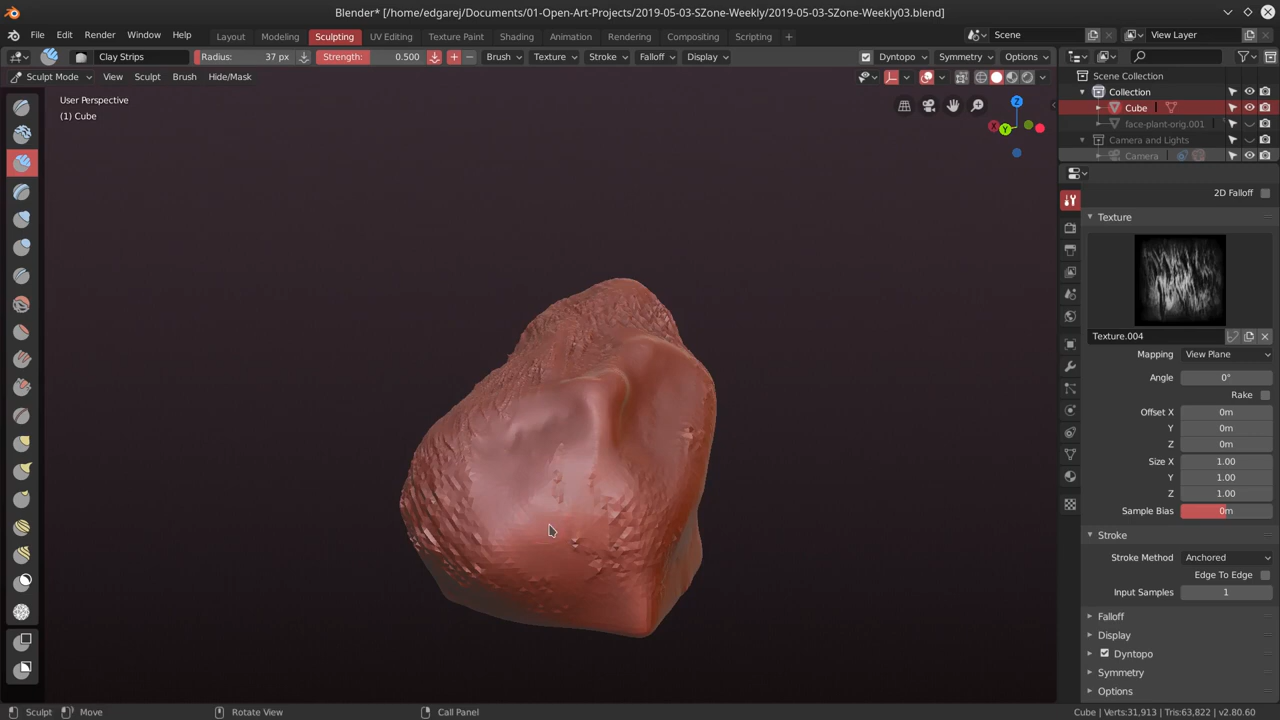 Blender* [/home/edgarej/Documents/01-Open-Art-Projects/2019-05-03-SZone-Weekly/2019-05-03-SZone-Weekly03.blend]
File Edit Render Window Help Layout Modeling Sculpting UV Editing Texture Paint Shading Animation Rendering Compositing Scripting + Scene View Layer
Clay Strips Radius: 37 px Strength: 0.500 Brush Texture Stroke Falloff Display Dyntopo Symmetry Options
Sculpt Mode View Sculpt Brush Hide/Mask
User Perspective
(1) Cube
Z
X
Y
Scene Collection
Collection
Cube
face-plant-orig.001
Camera and Lights
Camera
2D Falloff
Texture
Texture.004
Mapping View Plane
Angle 0°
Rake
Offset X 0m
Y 0m
Z 0m
Size X 1.00
Y 1.00
Z 1.00
Sample Bias 0m
Stroke
Stroke Method Anchored
Edge To Edge
Input Samples 1
Falloff
Display
Dyntopo
Symmetry
Options
Sculpt Move Rotate View Call Panel Cube | Verts:31,913 | Tris:63,822 | v2.80.60